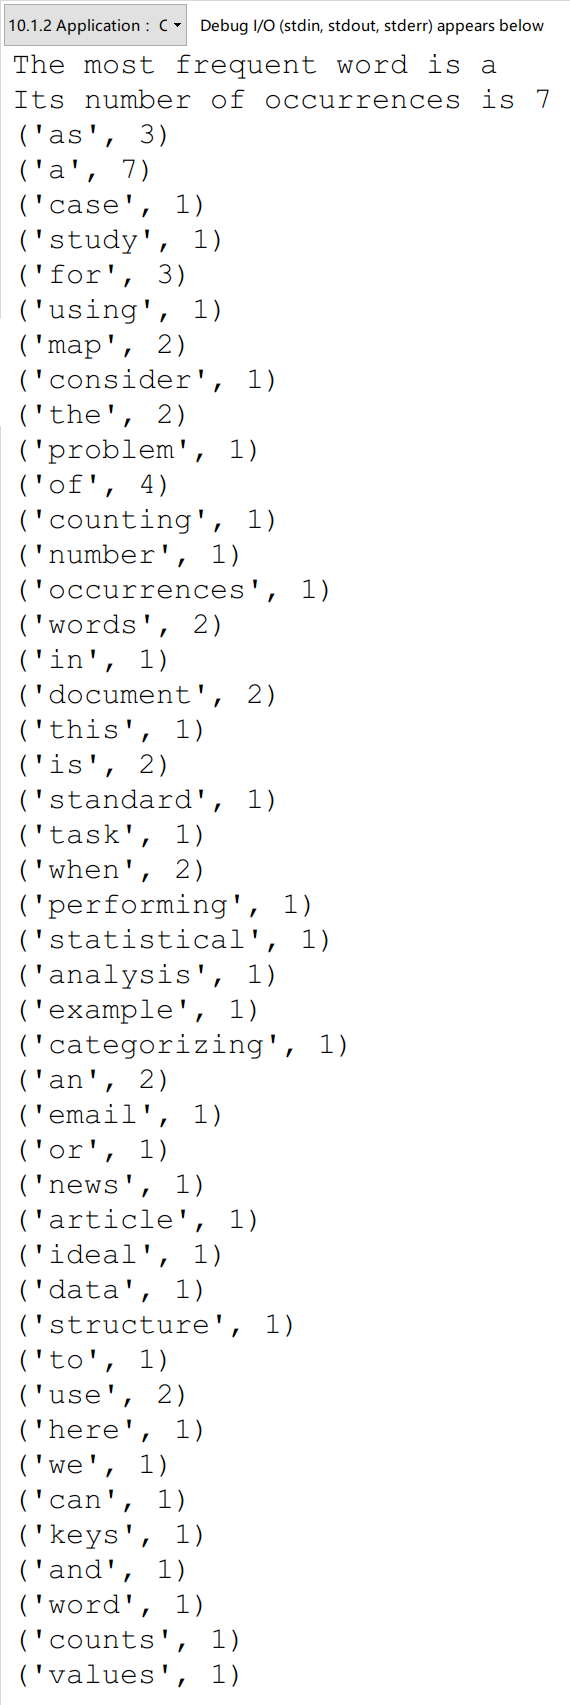 10.1.2 Application : C Debug I/O (stdin, stdout, stderr) appears below
The most frequent word is a
Its number of occurrences is 7
('as', 3)
('a', 7)
('case', 1)
('study', 1)
('for', 3)
('using', 1)
('map', 2)
('consider', 1)
('the', 2)
('problem', 1)
('of', 4)
('counting', 1)
('number', 1)
('occurrences', 1)
('words', 2)
('in', 1)
('document', 2)
('this', 1)
('is', 2)
('standard', 1)
('task', 1)
('when', 2)
('performing', 1)
('statistical', 1)
('analysis', 1)
('example', 1)
('categorizing', 1)
('an', 2)
('email', 1)
('or', 1)
('news', 1)
('article', 1)
('ideal', 1)
('data', 1)
('structure', 1)
('to', 1)
('use', 2)
('here', 1)
('we', 1)
('can', 1)
('keys', 1)
('and', 1)
('word', 1)
('counts', 1)
('values', 1)